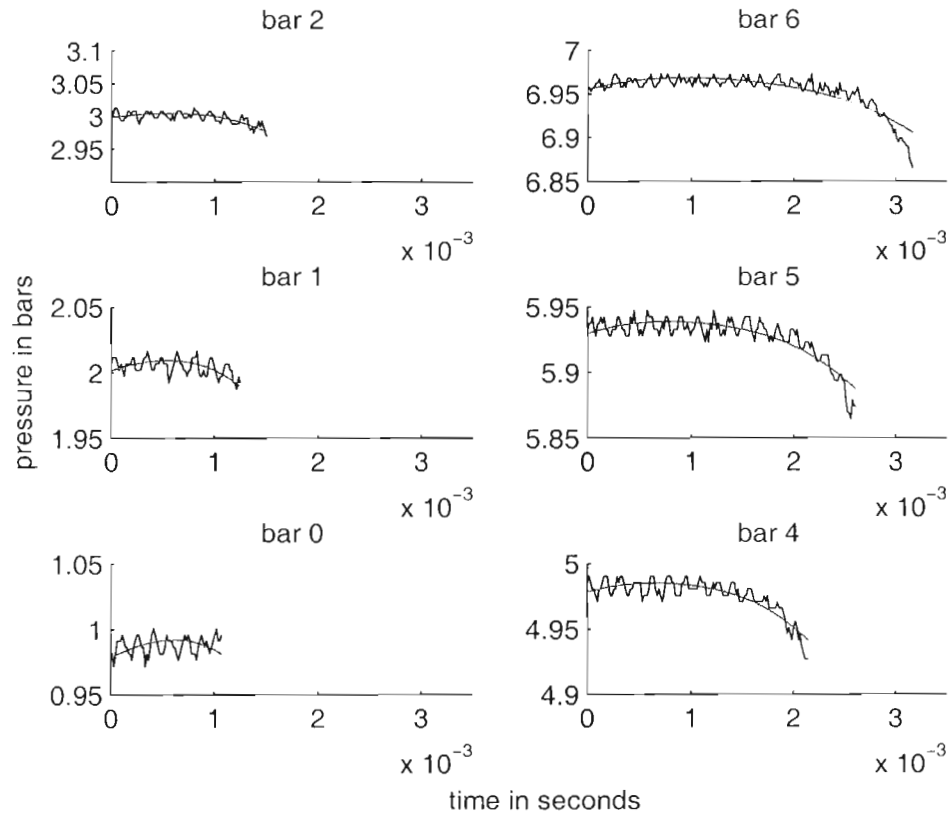 bar 2
3.1
3.05
3
2.95
0 1 2 3
x 10⁻³
bar 6
7
6.95
6.9
6.85
0 1 2 3
x 10⁻³
pressure in bars
bar 1
2.05
2
1.95
0 1 2 3
x 10⁻³
bar 5
5.95
5.9
5.85
0 1 2 3
x 10⁻³
bar 0
1.05
1
0.95
0 1 2 3
x 10⁻³
bar 4
5
4.95
4.9
0 1 2 3
x 10⁻³
time in seconds